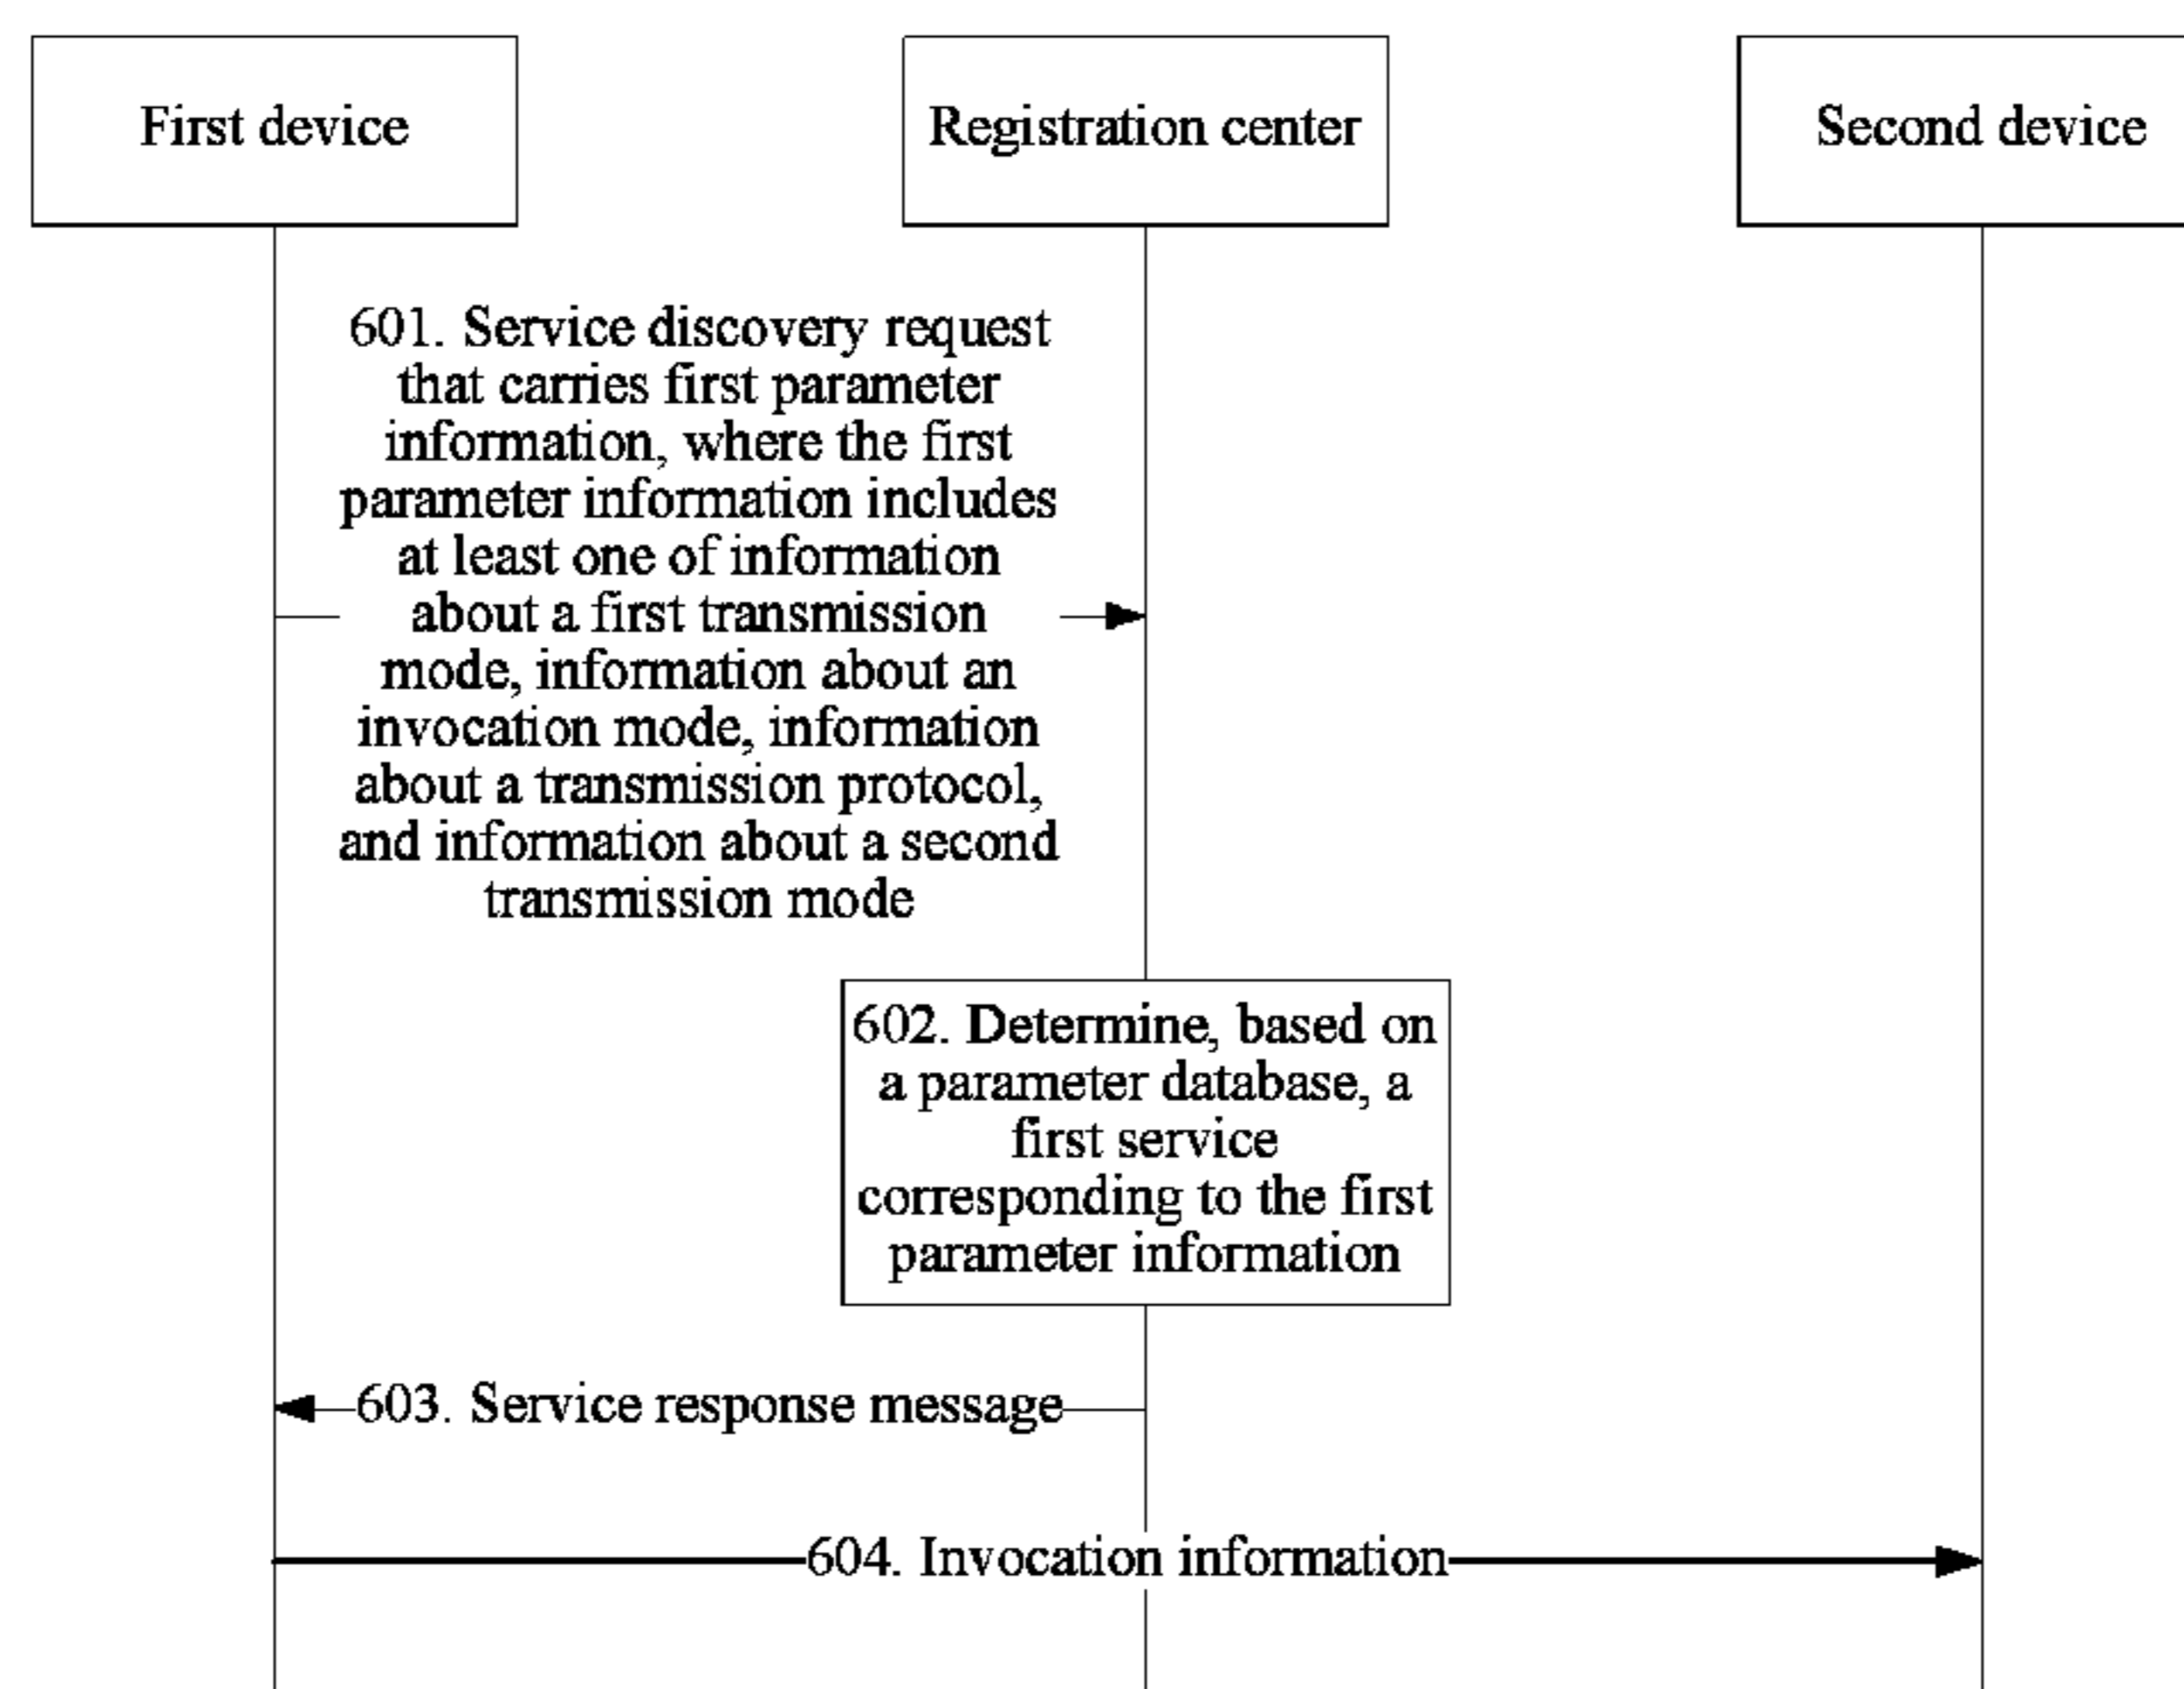 First device
Registration center
Second device
601. Service discovery request
that carries first parameter
information, where the first
parameter information includes
at least one of information
about a first transmission
mode, information about an
invocation mode, information
about a transmission protocol,
and information about a second
transmission mode
602. Determine, based on
a parameter database, a
first service
corresponding to the first
parameter information
603. Service response message
604. Invocation information